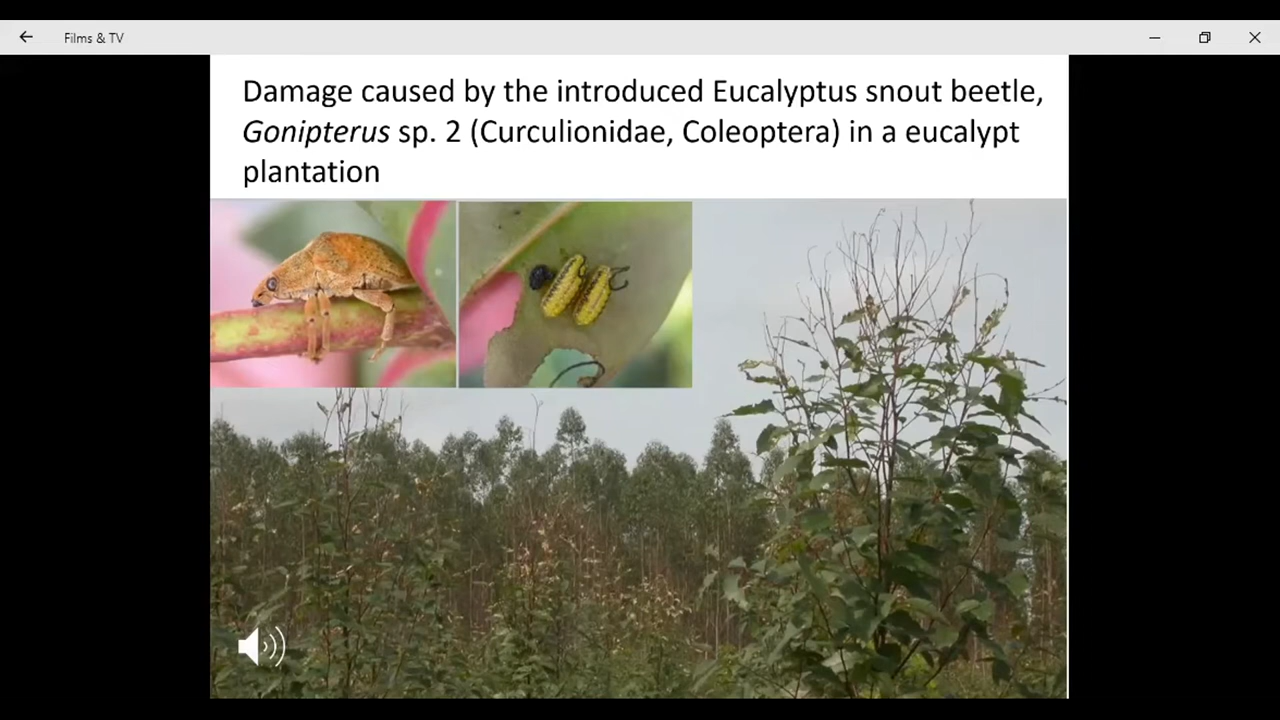 Films & TV
Damage caused by the introduced Eucalyptus snout beetle,
Gonipterus sp. 2 (Curculionidae, Coleoptera) in a eucalypt
plantation